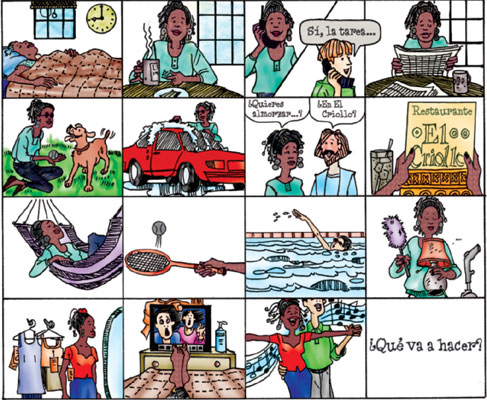 Sí, la tarea...
¿Quieres
almorzar...?
¿En El
Criollo?
Restaurante
El
Criollo
¿Qué va a hacer?